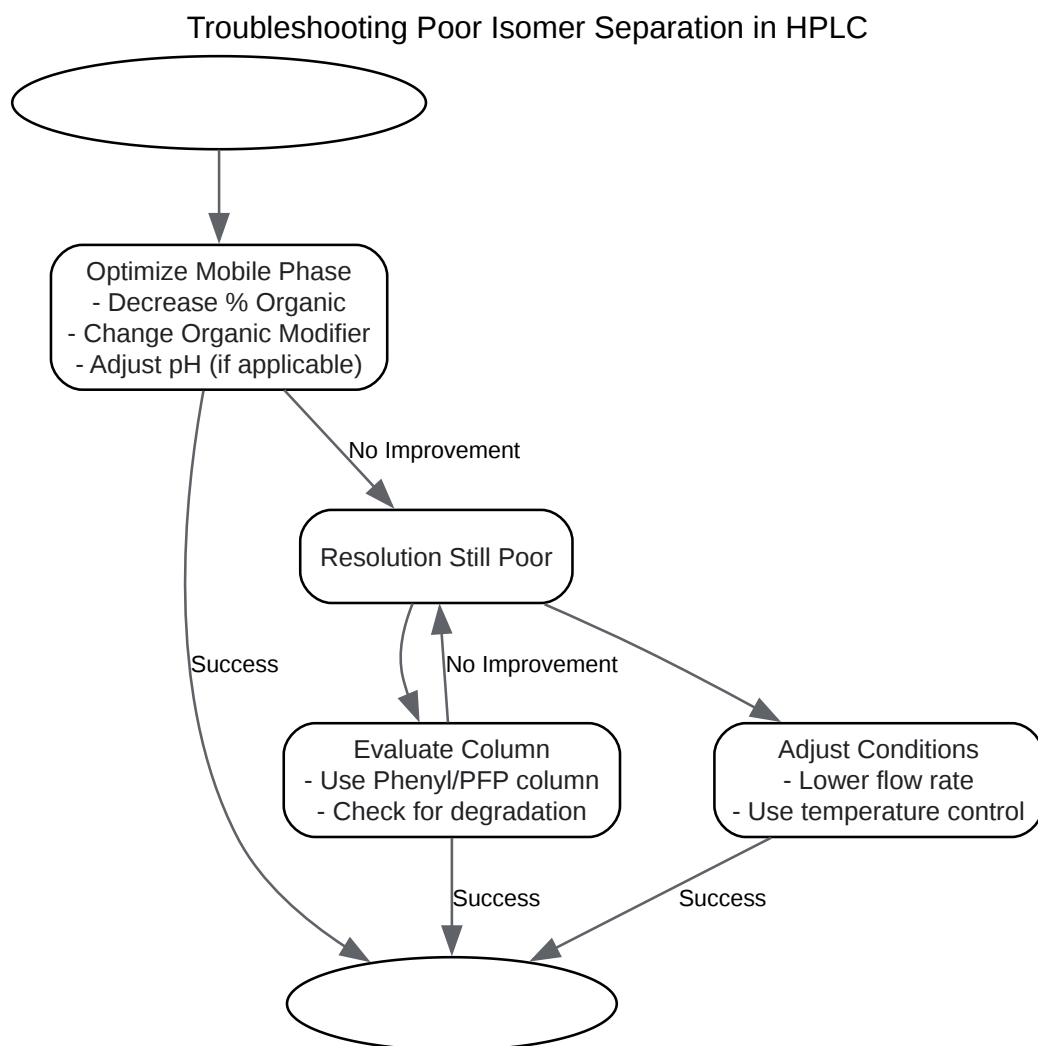 Troubleshooting Poor Isomer Separation in HPLC
Optimize Mobile Phase
- Decrease % Organic
- Change Organic Modifier
- Adjust pH (if applicable)
No Improvement
Resolution Still Poor
Success
No Improvement
Evaluate Column
- Use Phenyl/PFP column
- Check for degradation
Adjust Conditions
- Lower flow rate
- Use temperature control
Success
Success